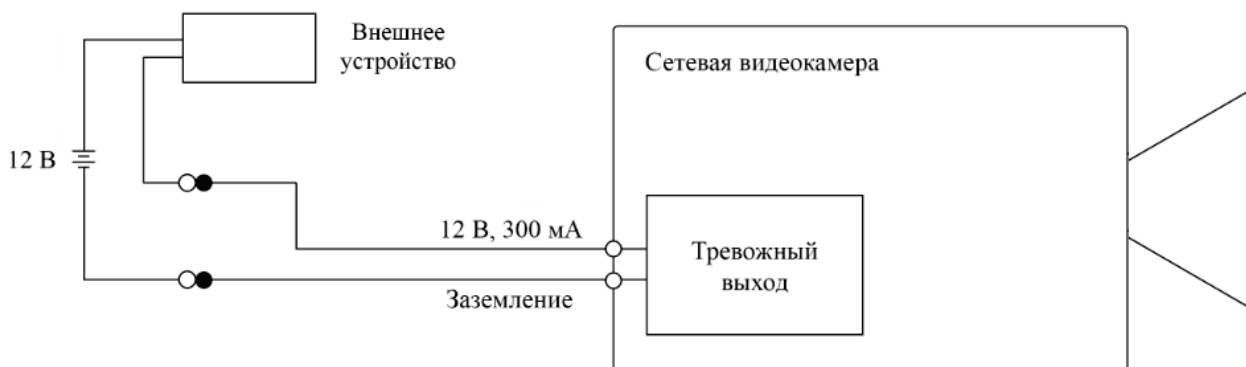 Внешнее
устройство
Сетевая видеокамера
12 В
12 В, 300 мА
Тревожный
выход
Заземление